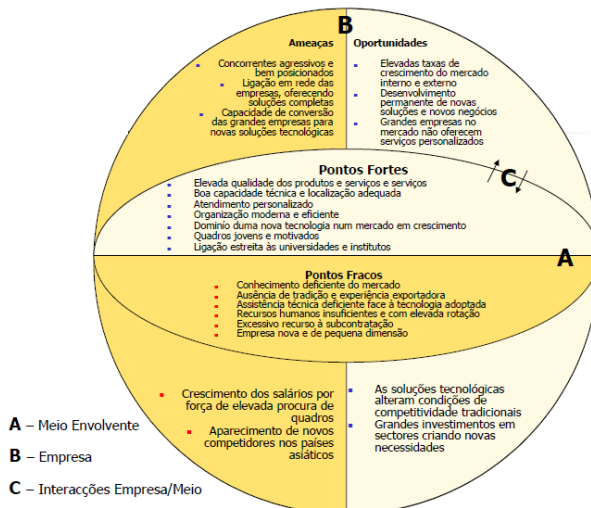 B
Ameaças
Concorrentes agressivos e
bem posicionados
Ligação em rede das
empresas, oferecendo
soluções completas
Capacidade de conversão
das grandes empresas para
novas soluções tecnológicas
Oportunidades
Elevadas taxas de
crescimento do mercado
interno e externo
Desenvolvimento
permanente de novas
soluções e novos negócios
Grandes empresas no
mercado não oferecem
serviços personalizados
C
Pontos Fortes
Elevada qualidade dos produtos e serviços e serviços
Boa capacidade técnica e localização adequada
Atendimento personalizado
Organização moderna e eficiente
Domínio duma nova tecnologia num mercado em crescimento
Quadros jovens e motivados
Ligação estreita às universidades e institutos
A
Pontos Fracos
Conhecimento deficiente do mercado
Ausência de tradição e experiência exportadora
Assistência técnica deficiente face à tecnologia adoptada
Recursos humanos insuficientes e com elevada rotação
Excessivo recurso à subcontratação
Empresa nova e de pequena dimensão
Crescimento dos salários por
força de elevada procura de
quadros
Aparecimento de novos
competidores nos países
asiáticos
As soluções tecnológicas
alteram condições de
competitividade tradicionais
Grandes investimentos em
sectores criando novas
necessidades
A – Meio Envolvente
B – Empresa
C – Interacções Empresa/Meio